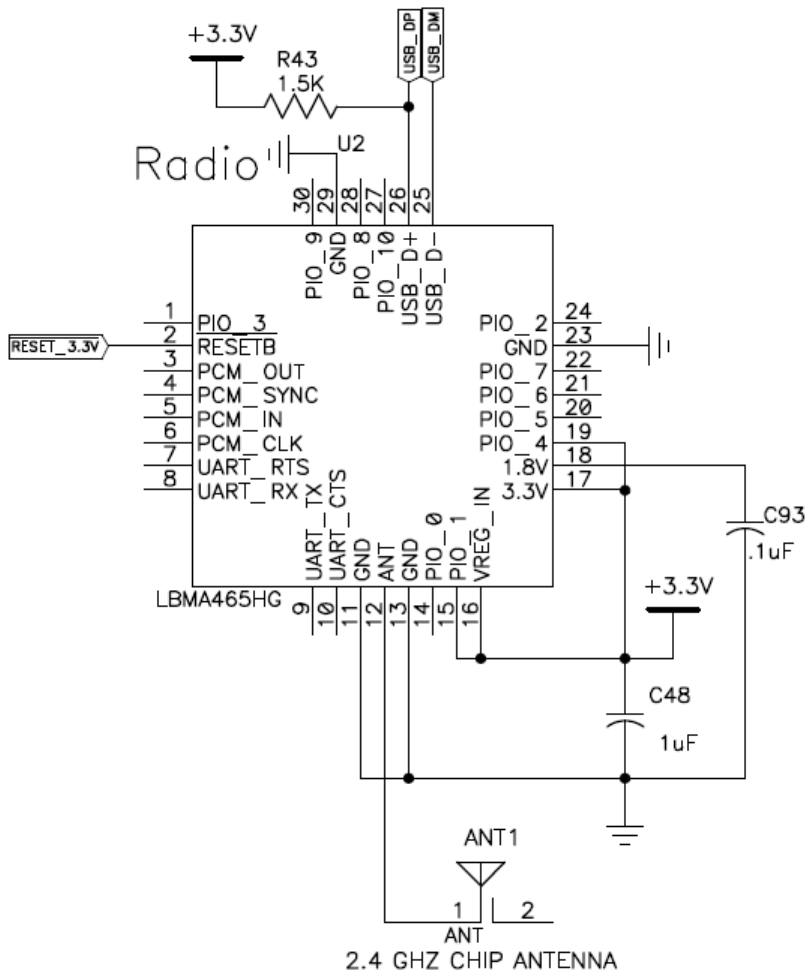 USB_DP
USB_DM
+3.3V
R43
1.5K
Radio
U2
30
29
28
27
26
25
PIO_9
GND
PIO_8
PIO_10
USB_D+
USB_D-
1
PIO_3
RESET_3.3V
2
RESETB
3
PCM_OUT
4
PCM_SYNC
5
PCM_IN
6
PCM_CLK
7
UART_RTS
8
UART_RX
PIO_2
24
GND
23
PIO_7
22
PIO_6
21
PIO_5
20
PIO_4
19
1.8V
18
3.3V
17
UART_TX
UART_CTS
GND
ANT
GND
PIO_0
PIO_1
VREG_IN
LBMA465HG
9
10
11
12
13
14
15
16
C93
.1uF
+3.3V
C48
1uF
ANT1
1
2
ANT
2.4 GHZ CHIP ANTENNA